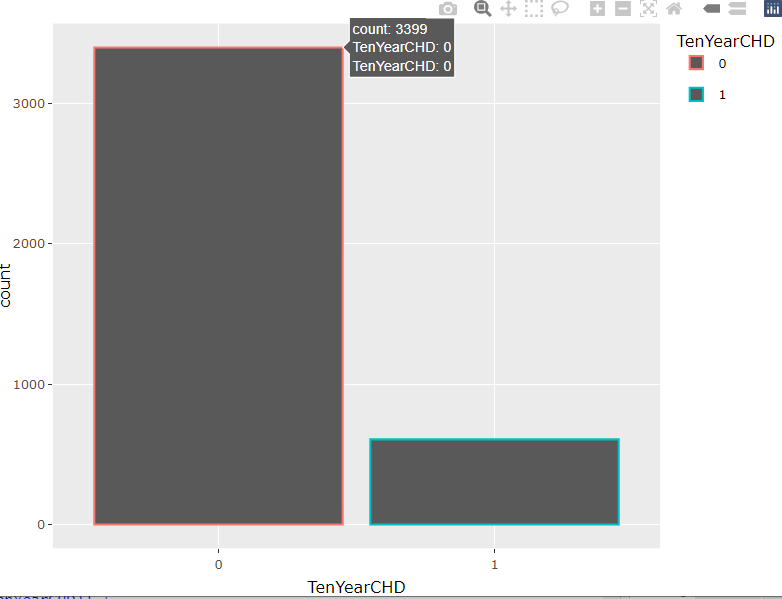 count: 3399
TenYearCHD: 0
TenYearCHD: 0
TenYearCHD
0
1
3000
2000
1000
0
count
0
1
TenYearCHD